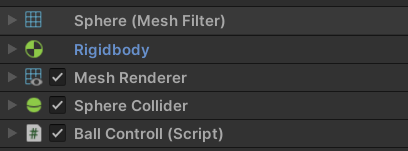 Sphere (Mesh Filter)
Rigidbody
Mesh Renderer
Sphere Collider
Ball Controll (Script)